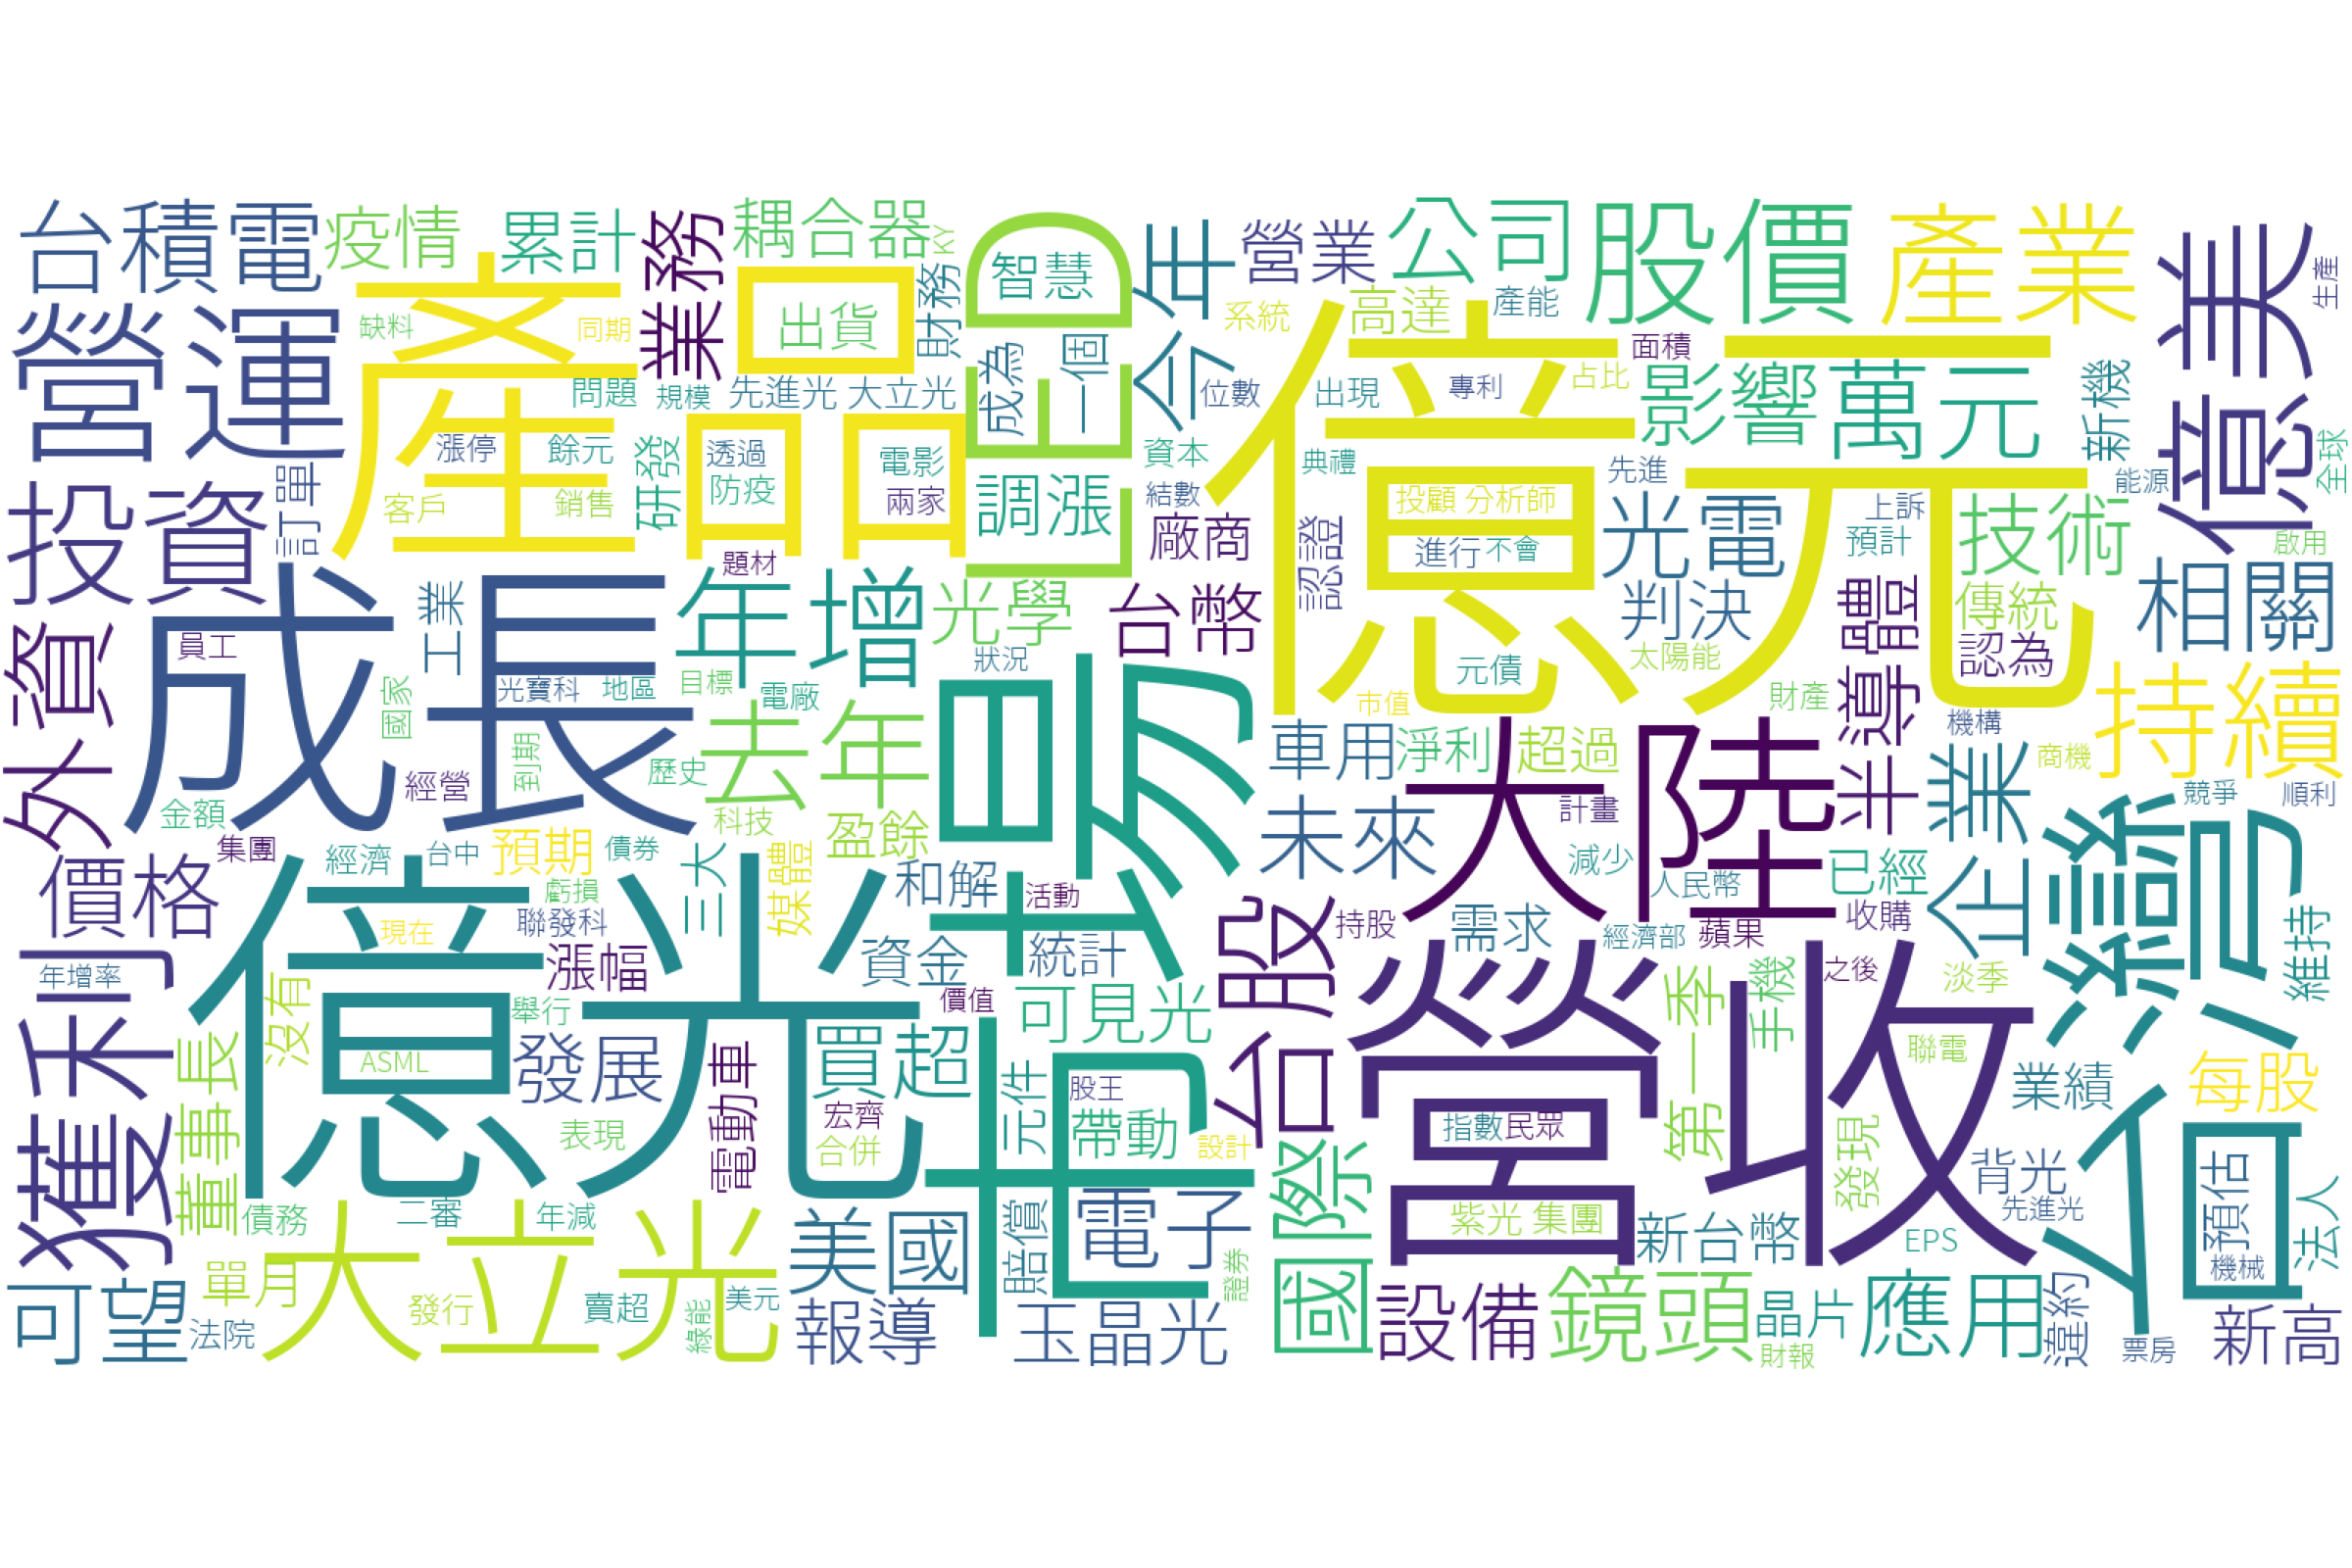 台積電
疫情
累計
業務
耦合器
KY
財務
LED
智慧
今年
營業
公司
股價
產業
億美
生產
營運
缺料
產品
同期
出貨
成為
一個
系統
高達
產能
億元
面積
影響
萬元
新機
全球
問題
規模
先進光
大立光
位數
出現
專利
占比
漲停
餘元
研發
透過
電影
調漲
資本
典禮
先進
能源
投資
訂單
客戶
銷售
防疫
兩家
結數
投顧
分析師
光電
上訴
技術
廠商
認證
進行
不會
預計
啟用
題材
外資
成長
工業
年增
光學
台幣
判決
半導體
傳統
相關
員工
狀況
市場
元債
太陽能
認為
國家
光寶科
地區
目標
電廠
市值
財產
持續
到期
去年
車用
淨利
超過
大陸
機構
企業
商機
經營
歷史
金額
科技
未來
計畫
競爭
順利
台灣
集團
價格
經濟
台中
預期
債券
三大
媒體
盈餘
和解
活動
減少
已經
人民幣
虧損
獲利
現在
聯發科
漲幅
資金
統計
台股
持股
需求
經濟部
蘋果
收購
維持
年增率
沒有
億光
舉行
價值
可見光
第一季
手機
之後
淡季
董事長
ASML
發展
電動車
買超
元件
股王
營收
聯電
業績
每股
表現
宏齊
合併
帶動
設計
國際
指數
民眾
發現
背光
預估
法人
債務
二審
年減
大立光
美國
賠償
電子
證券
紫光
集團
新台幣
EPS
先進光
機械
可望
單月
發行
賣超
綠能
美元
報導
玉晶光
設備
鏡頭
晶片
應用
違約
新高
法院
財報
票房